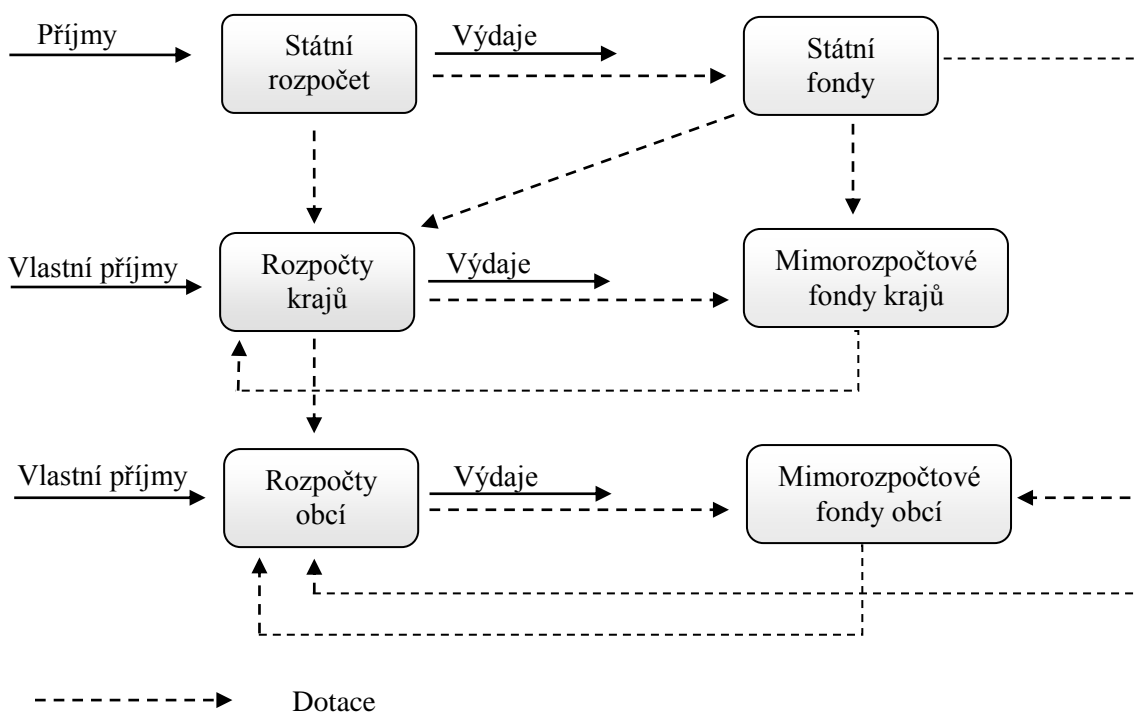 Příjmy
Státní
rozpočet
Výdaje
Státní
fondy
Vlastní příjmy
Rozpočty
krajů
Výdaje
Mimorozpočtové
fondy krajů
Vlastní příjmy
Rozpočty
obcí
Výdaje
Mimorozpočtové
fondy obcí
Dotace